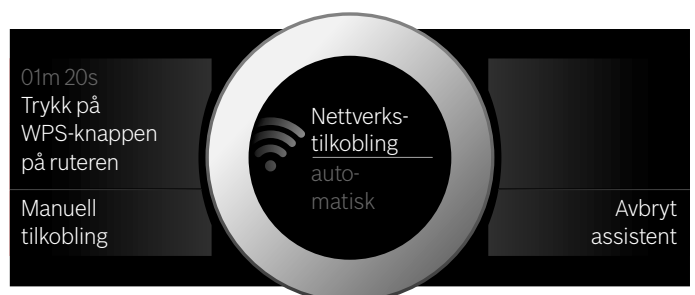 01m 20s
Trykk på
WPS-knappen
på ruteren
Manuell
tilkobling
Nettverks-
tilkobling
auto-
matisk
Avbryt
assistent